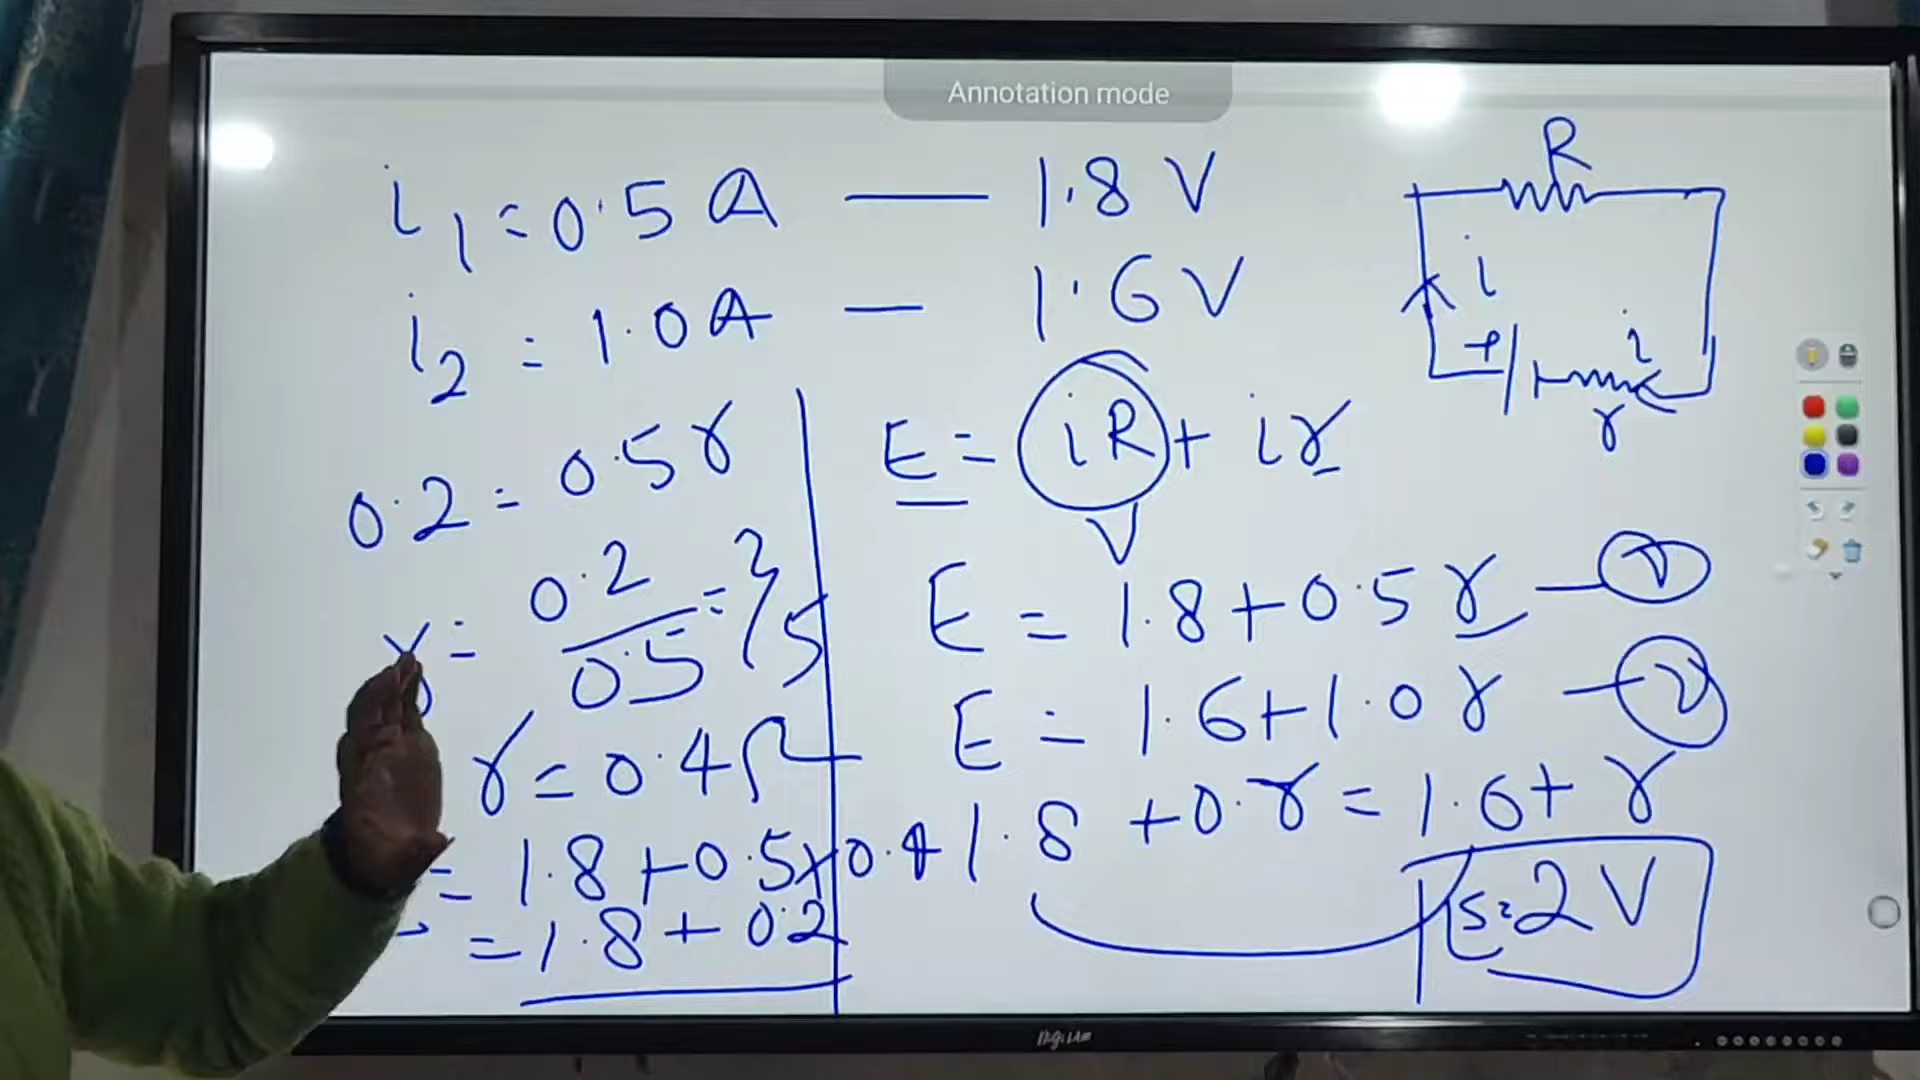 Annotation mode
i₁ = 0.5 A — 1.8 V
i₂ = 1.0 A — 1.6 V
R
i
+
i
r
0.2 = 0.5 r
r = 0.2/0.5 = 2/5
r = 0.4 Ω
= 1.8 + 0.5 x 0.4
= 1.8 + 0.2
E = iR + ir
V
E = 1.8 + 0.5 r —
E = 1.6 + 1.0 r —
1.8 + 0. r = 1.6 + r
2 V